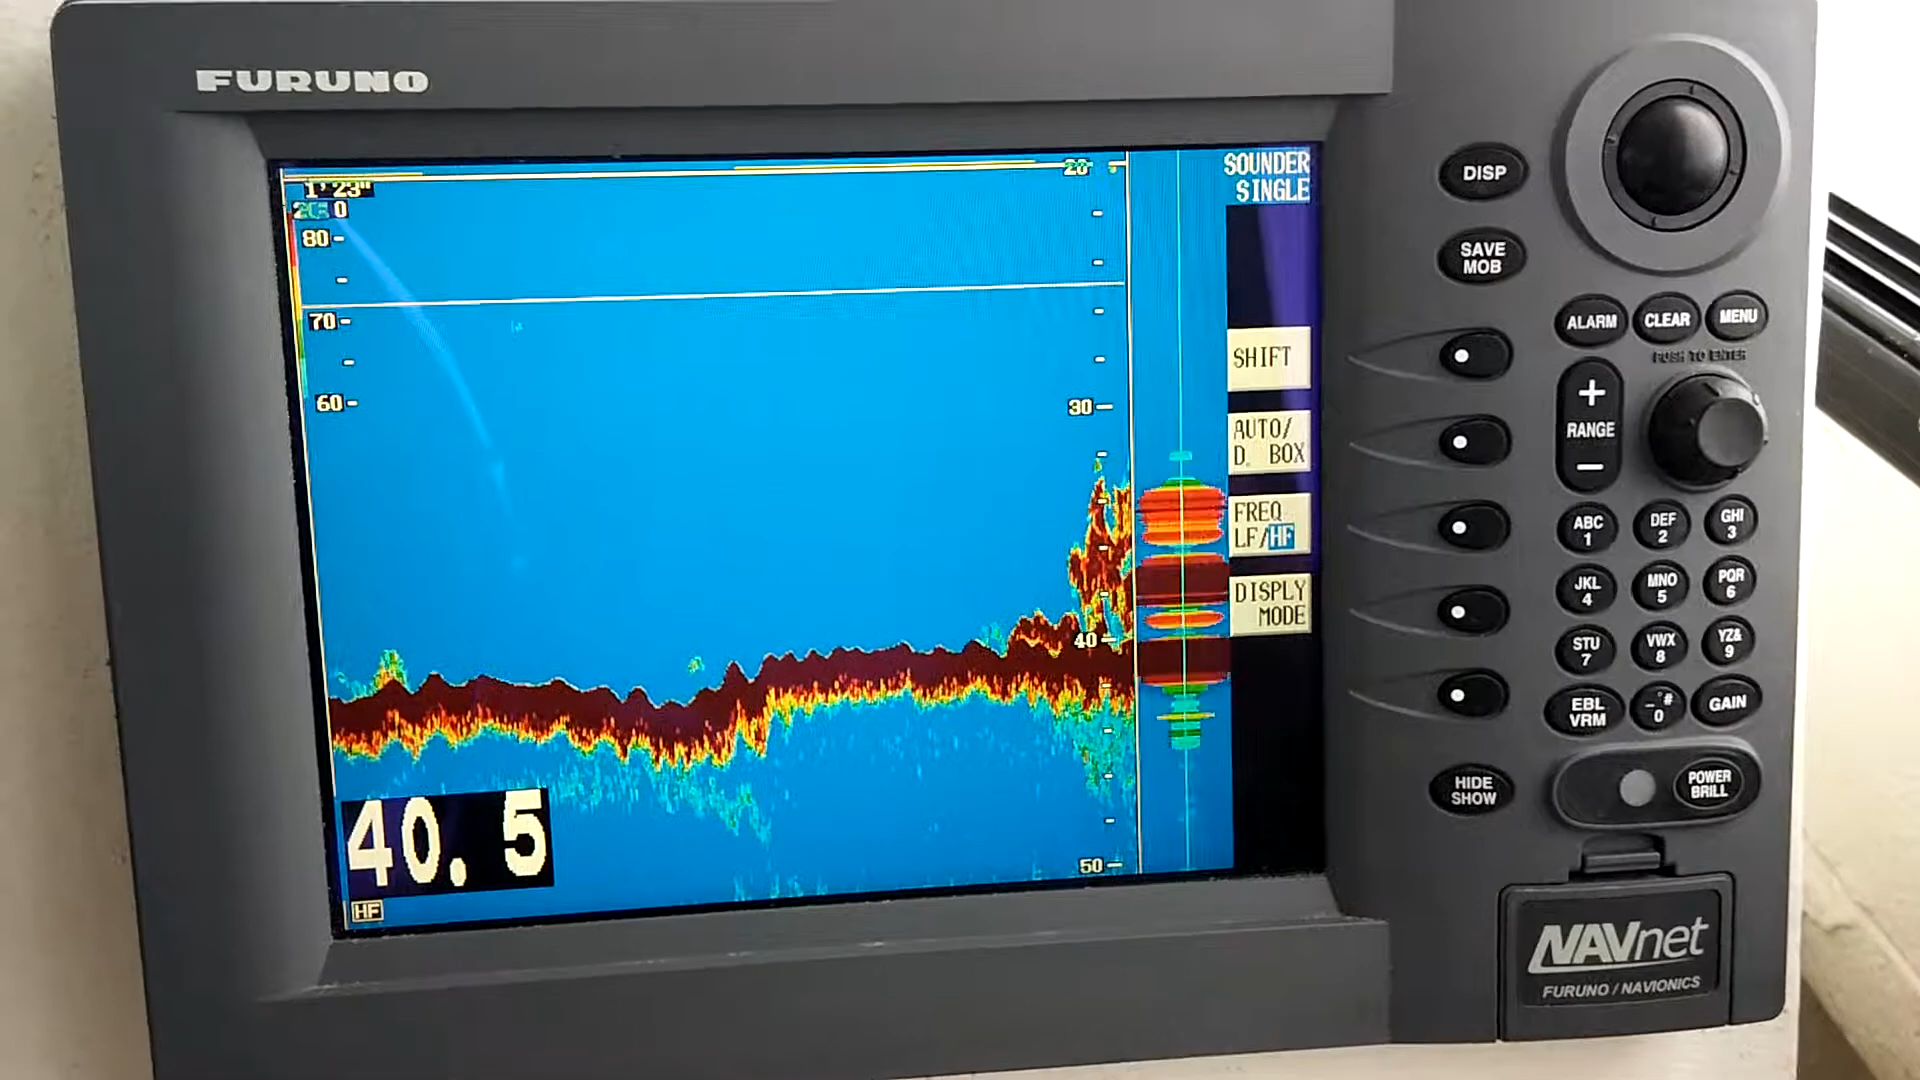 FURUNO
1'23"
0
80
70
60
20
30
40
50
40.5
HF
SOUNDER
SINGLE
SHIFT
AUTO/
D. BOX
FREQ
LF/HF
DISPLY
MODE
DISP
SAVE
MOB
ALARM
CLEAR
MENU
PUSH TO ENTER
+
RANGE
−
ABC
1
DEF
2
GHI
3
JKL
4
MNO
5
PQR
6
STU
7
VWX
8
YZ&
9
EBL
VRM
0
GAIN
HIDE
SHOW
POWER
BRILL
NAVnet
FURUNO / NAVIONICS